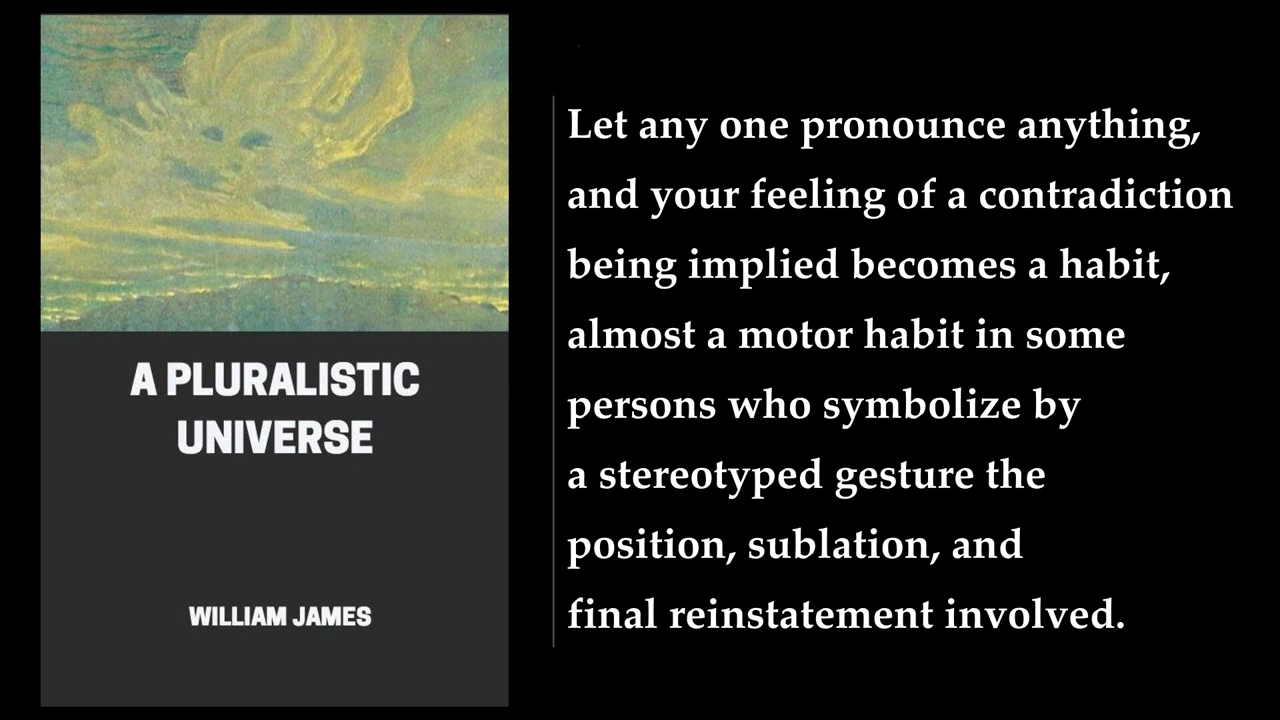 A PLURALISTIC
UNIVERSE
WILLIAM JAMES
Let any one pronounce anything,
and your feeling of a contradiction
being implied becomes a habit,
almost a motor habit in some
persons who symbolize by
a stereotyped gesture the
position, sublation, and
final reinstatement involved.